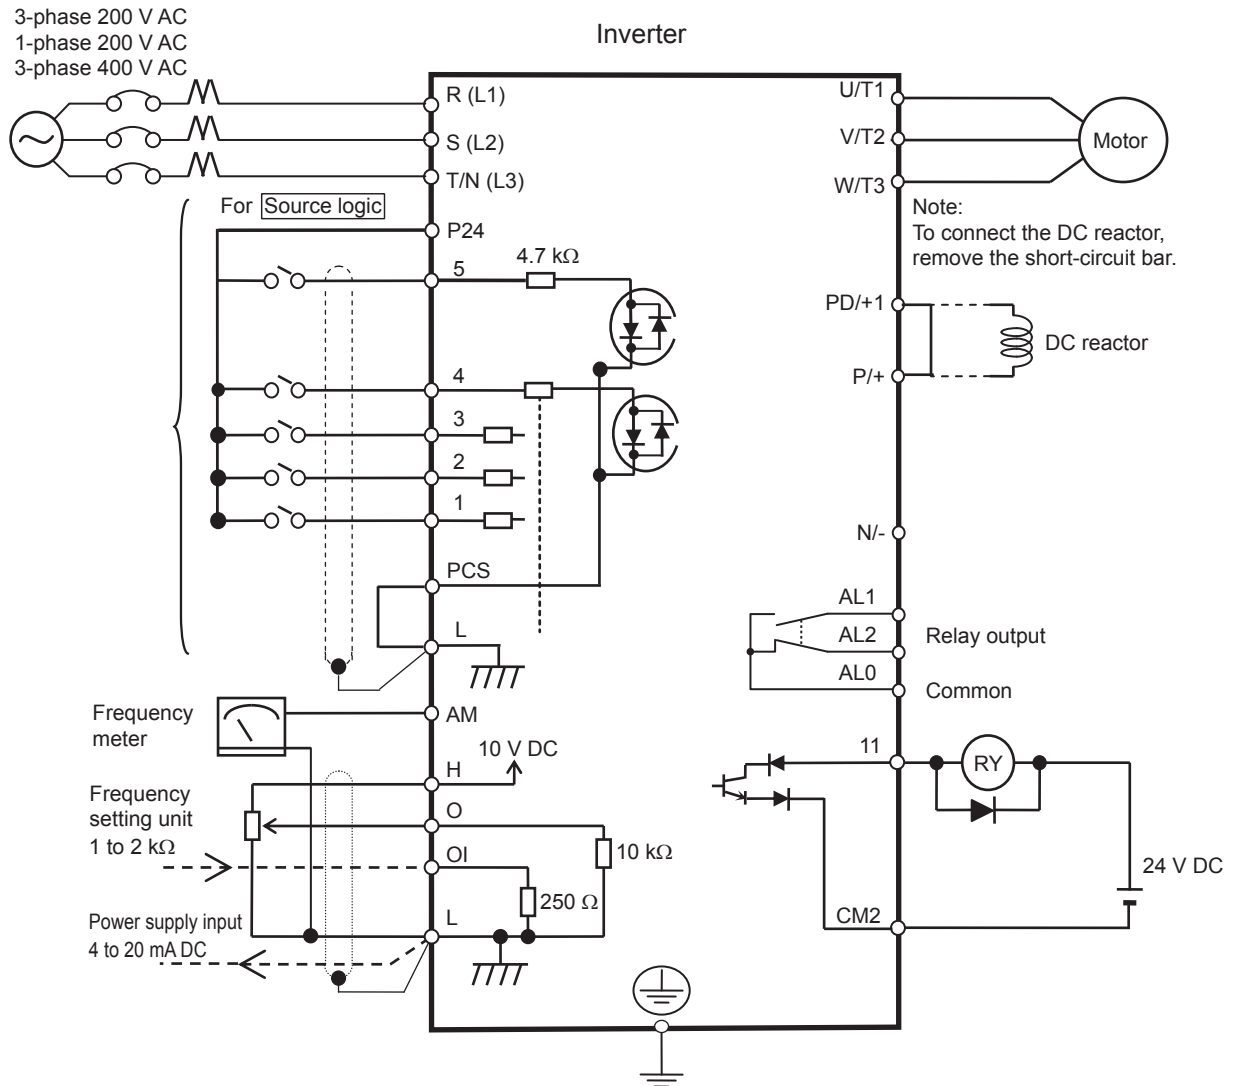 3-phase 200 V AC
1-phase 200 V AC
3-phase 400 V AC
Inverter
R (L1)
S (L2)
T/N (L3)
U/T1
V/T2
W/T3
Motor
For Source logic
P24
5
4.7 kΩ
4
3
2
1
PCS
L
Note:
To connect the DC reactor,
remove the short-circuit bar.
PD/+1
P/+
DC reactor
N/-
AL1
AL2
AL0
Relay output
Common
Frequency
meter
AM
H
10 V DC
Frequency
setting unit
1 to 2 kΩ
O
OI
10 kΩ
250 Ω
L
Power supply input
4 to 20 mA DC
11
RY
24 V DC
CM2